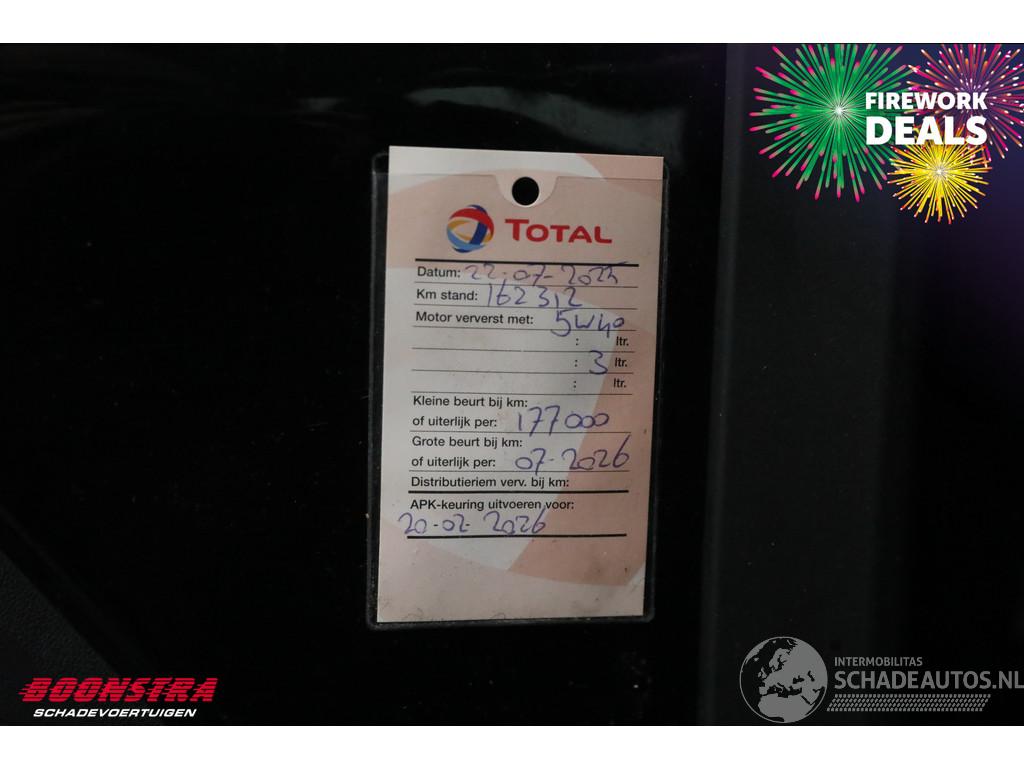 FIREWORK
DEALS
TOTAL
Datum: 22-07-2025
Km stand: 162312
Motor ververst met: 5W40
: ltr.
: 3 ltr.
: ltr.
Kleine beurt bij km:
of uiterlijk per: 177000
Grote beurt bij km:
of uiterlijk per: 07-2026
Distributieriem verv. bij km:
APK-keuring uitvoeren voor:
20-02-2026
BOONSTRA
SCHADEVOERTUIGEN
INTERMOBILITAS
SCHADEAUTOS.NL